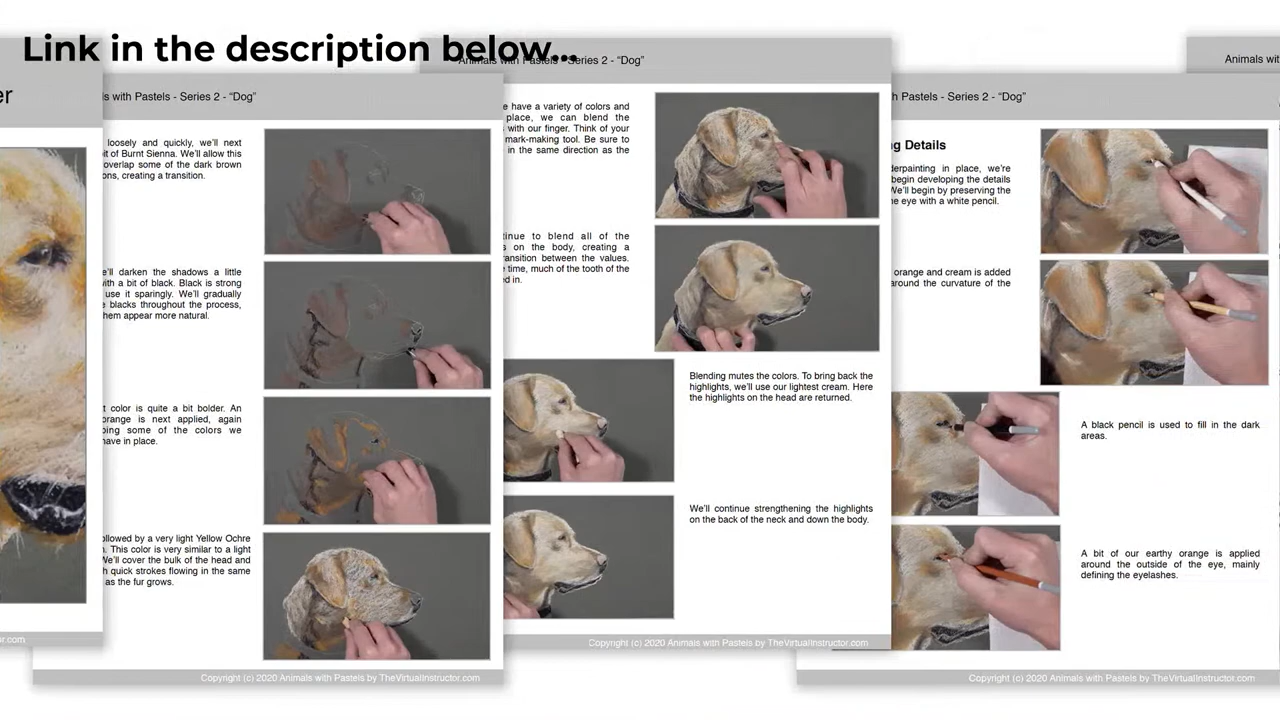 Link in the description below...
er
r.com
ls with Pastels - Series 2 - “Dog”
loosely and quickly, we’ll next
it of Burnt Sienna. We’ll allow this
overlap some of the dark brown
ons, creating a transition.
e’ll darken the shadows a little
with a bit of black. Black is strong
use it sparingly. We’ll gradually
e blacks throughout the process,
hem appear more natural.
t color is quite a bit bolder. An
orange is next applied, again
ping some of the colors we
have in place.
ollowed by a very light Yellow Ochre
n. This color is very similar to a light
We’ll cover the bulk of the head and
h quick strokes flowing in the same
as the fur grows.
Copyright (c) 2020 Animals with Pastels by TheVirtualInstructor.com
Animals with Pastels - Series 2 - “Dog”
e have a variety of colors and
place, we can blend the
with our finger. Think of your
mark-making tool. Be sure to
in the same direction as the
tinue to blend all of the
s on the body, creating a
ransition between the values.
e time, much of the tooth of the
ed in.
Blending mutes the colors. To bring back the
highlights, we’ll use our lightest cream. Here
the highlights on the head are returned.
We’ll continue strengthening the highlights
on the back of the neck and down the body.
Copyright (c) 2020 Animals with Pastels by TheVirtualInstructor.com
h Pastels - Series 2 - “Dog”
g Details
derpainting in place, we’re
begin developing the details
We’ll begin by preserving the
he eye with a white pencil.
orange and cream is added
around the curvature of the
A black pencil is used to fill in the dark
areas.
A bit of our earthy orange is applied
around the outside of the eye, mainly
defining the eyelashes.
Copyright (c) 2020 Animals with Pastels by TheVirtualInstructor.com
Animals wit